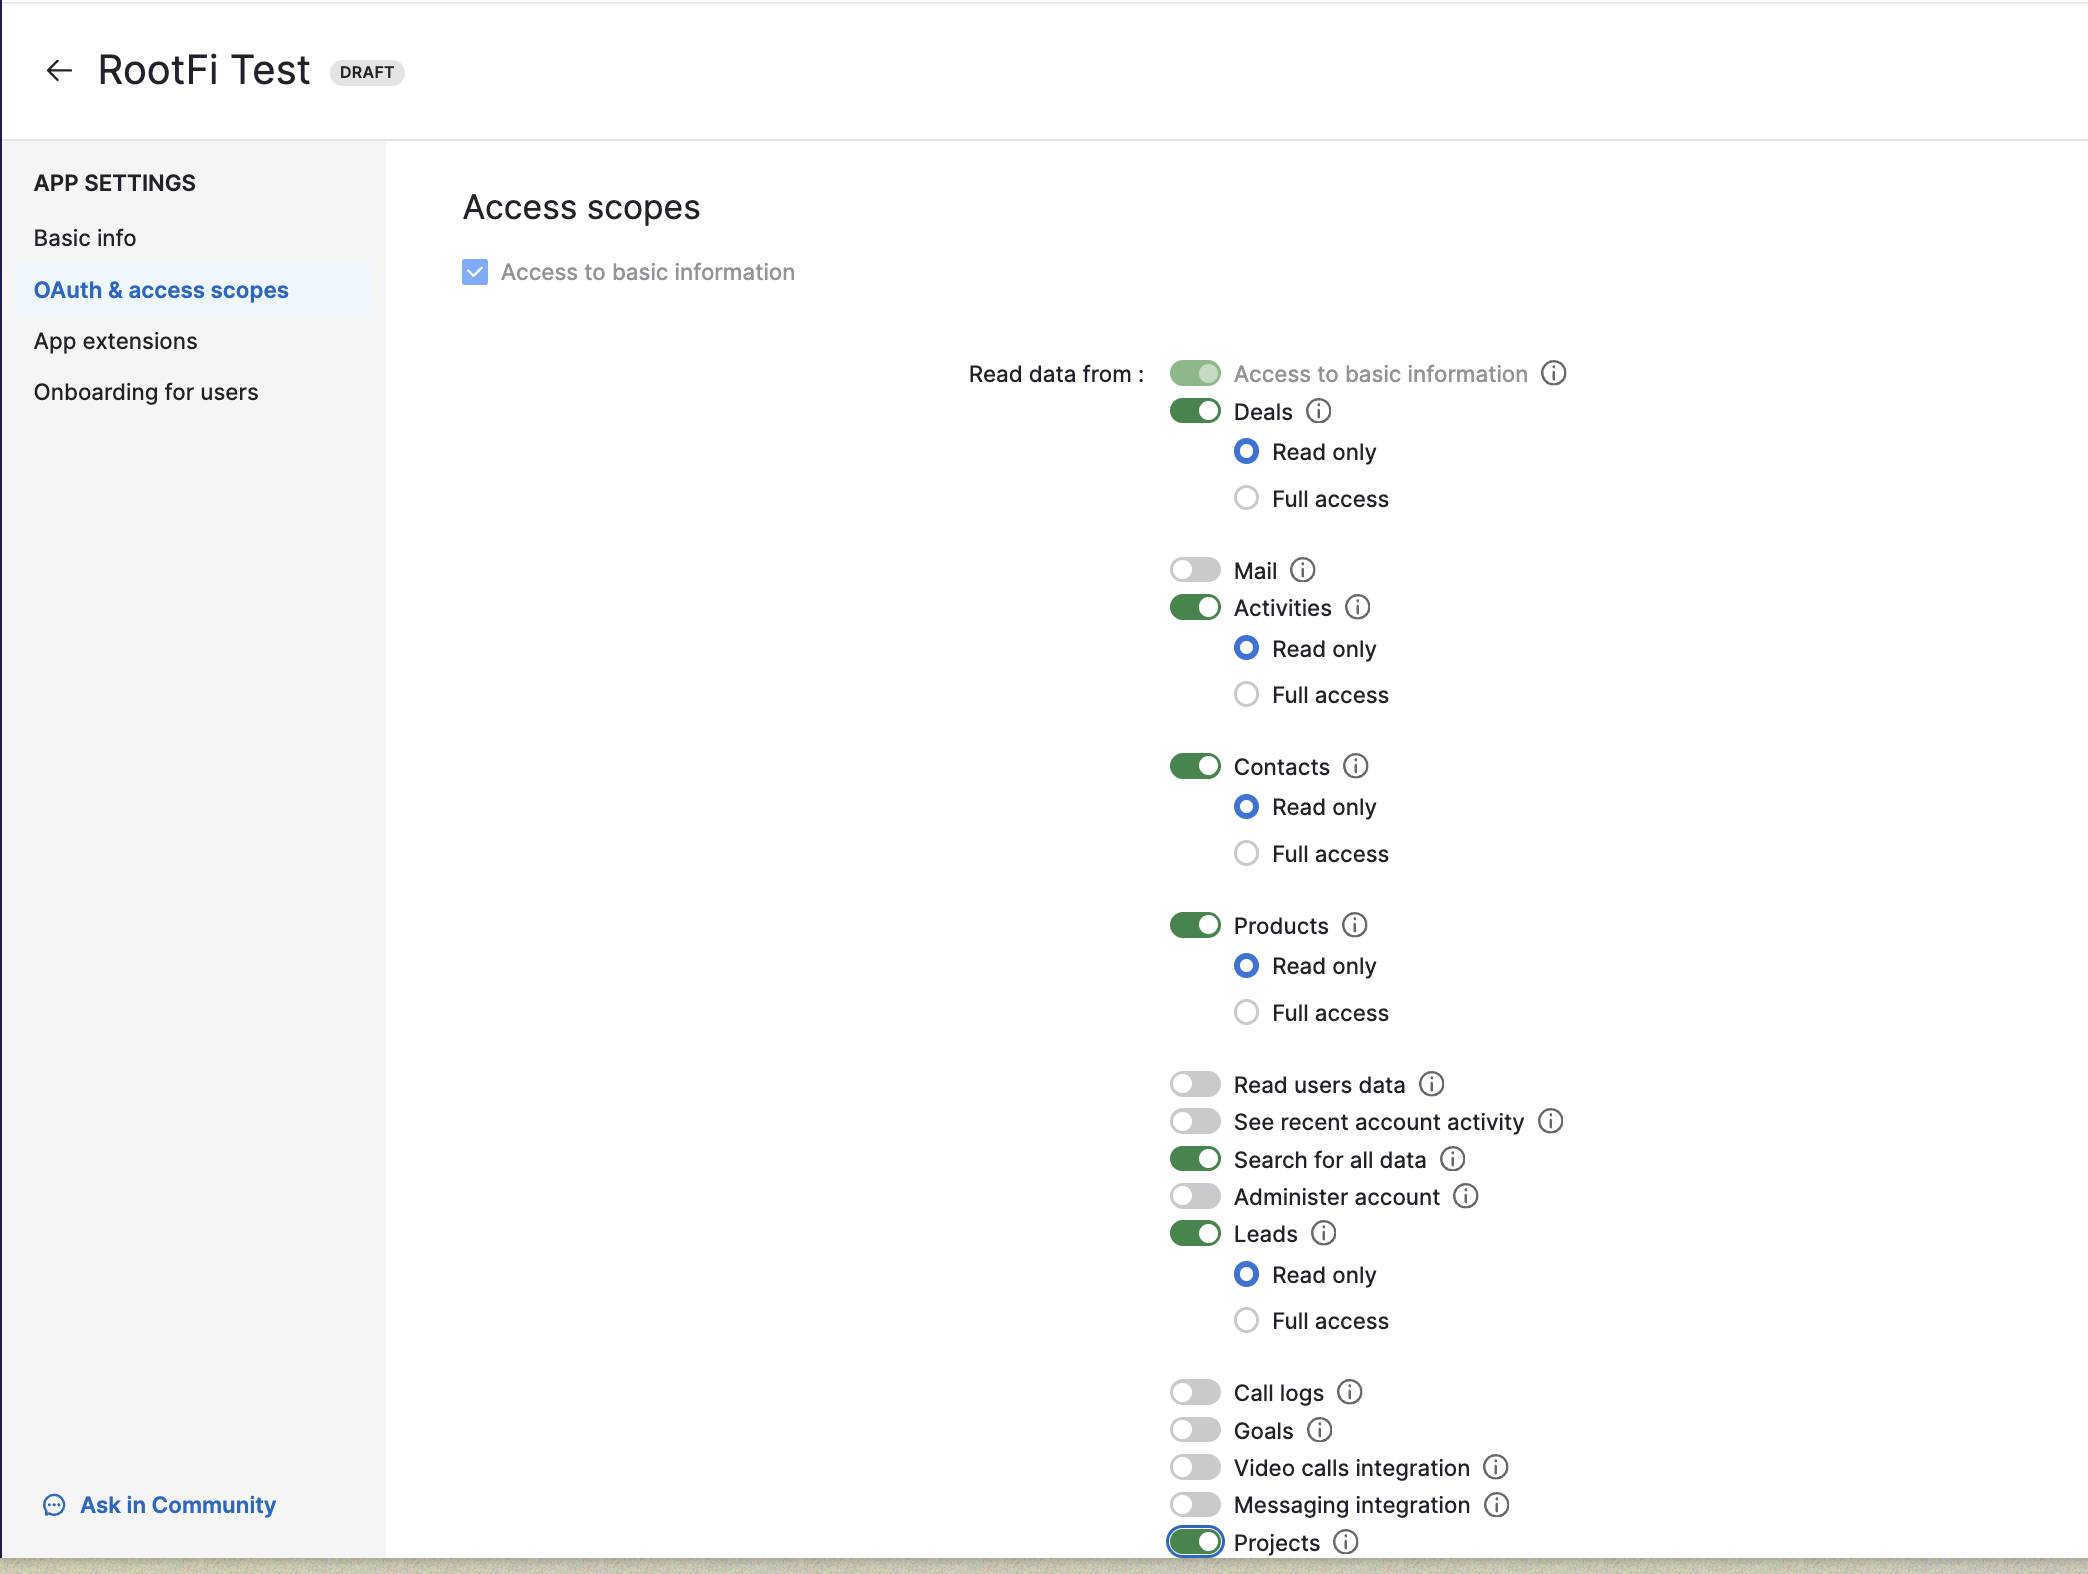 RootFi Test DRAFT
APP SETTINGS
Basic info
OAuth & access scopes
App extensions
Onboarding for users
Ask in Community
Access scopes
Access to basic information
Read data from :
Access to basic information
Deals
Read only
Full access
Mail
Activities
Read only
Full access
Contacts
Read only
Full access
Products
Read only
Full access
Read users data
See recent account activity
Search for all data
Administer account
Leads
Read only
Full access
Call logs
Goals
Video calls integration
Messaging integration
Projects